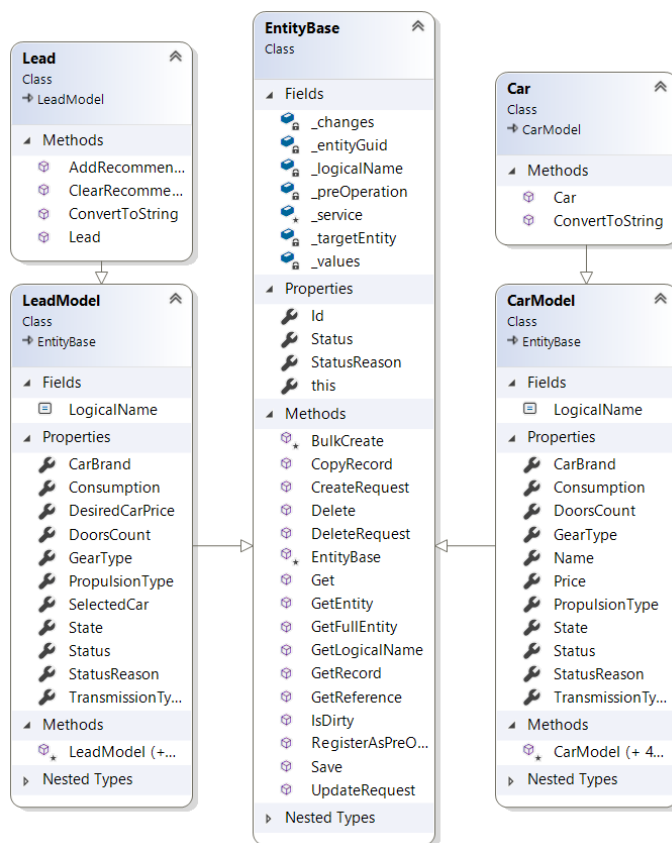 Lead
Class
LeadModel
Methods
AddRecommen...
ClearRecomme...
ConvertToString
Lead
LeadModel
Class
EntityBase
Fields
LogicalName
Properties
CarBrand
Consumption
DesiredCarPrice
DoorsCount
GearType
PropulsionType
SelectedCar
State
Status
StatusReason
TransmissionTy...
Methods
LeadModel (+...
Nested Types
EntityBase
Class
Fields
_changes
_entityGuid
_logicalName
_preOperation
_service
_targetEntity
_values
Properties
Id
Status
StatusReason
this
Methods
BulkCreate
CopyRecord
CreateRequest
Delete
DeleteRequest
EntityBase
Get
GetEntity
GetFullEntity
GetLogicalName
GetRecord
GetReference
IsDirty
RegisterAsPreO...
Save
UpdateRequest
Nested Types
Car
Class
CarModel
Methods
Car
ConvertToString
CarModel
Class
EntityBase
Fields
LogicalName
Properties
CarBrand
Consumption
DoorsCount
GearType
Name
Price
PropulsionType
State
Status
StatusReason
TransmissionTy...
Methods
CarModel (+ 4...
Nested Types